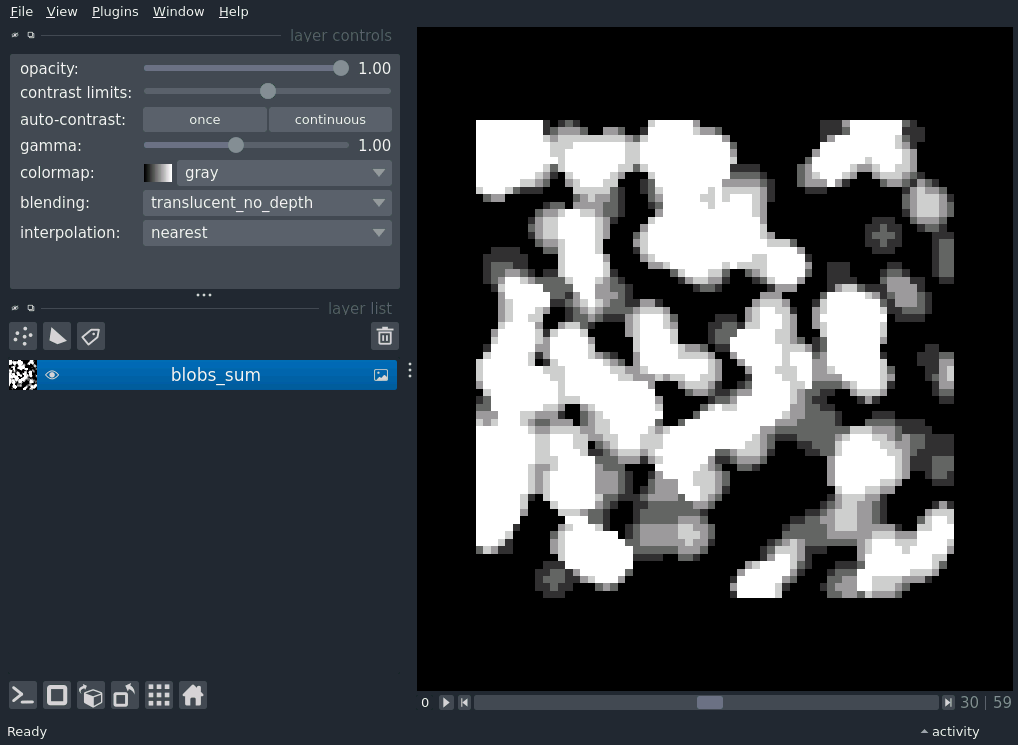 File View Plugins Window Help
layer controls
opacity: 1.00
contrast limits:
auto-contrast: once continuous
gamma: 1.00
colormap: gray
blending: translucent_no_depth
interpolation: nearest
layer list
blobs_sum
0 30 | 59
Ready activity